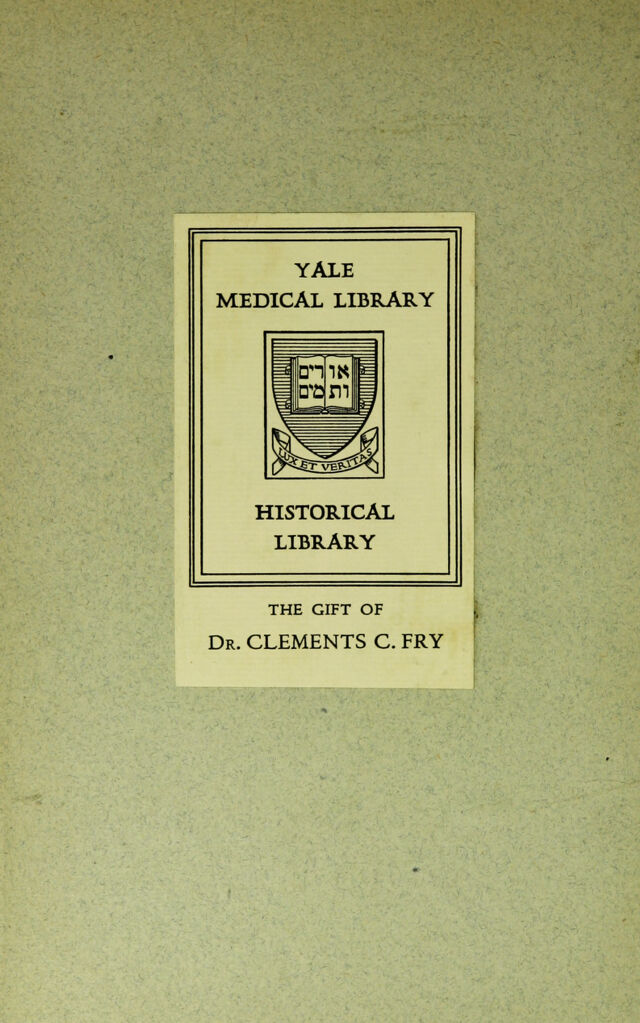 YALE
MEDICAL LIBRARY
אורים
ותמים
LUX ET VERITAS
HISTORICAL
LIBRARY
THE GIFT OF
DR. CLEMENTS C. FRY